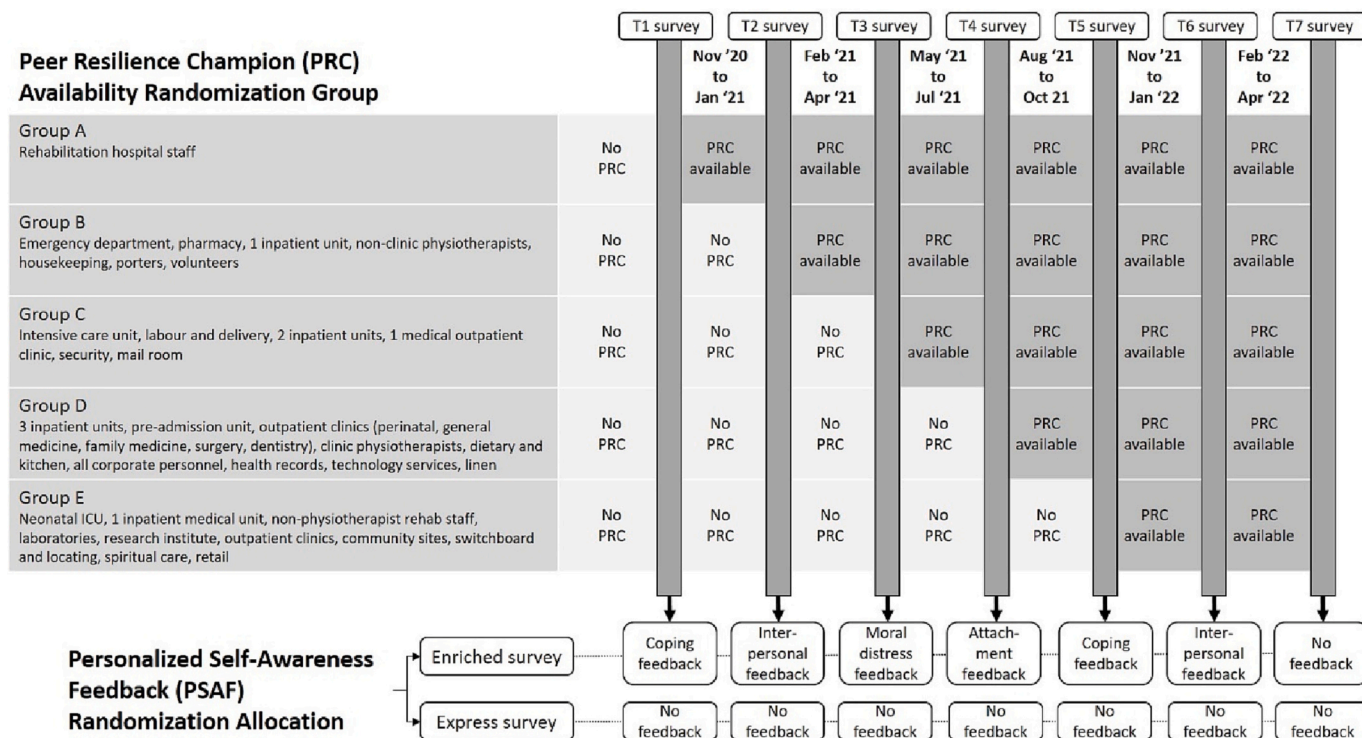 T1 survey T2 survey T3 survey T4 survey T5 survey T6 survey T7 survey
Peer Resilience Champion (PRC)
Availability Randomization Group
Nov ‘20 Feb ‘21 May ‘21 Aug ‘21 Nov ‘21 Feb ‘22
to to to to to to
Jan ‘21 Apr ‘21 Jul ‘21 Oct 21 Jan ‘22 Apr ‘22
Group A
Rehabilitation hospital staff
No PRC PRC PRC PRC PRC PRC
PRC available available available available available available
Group B
Emergency department, pharmacy, 1 inpatient unit, non-clinic physiotherapists,
housekeeping, porters, volunteers
No No PRC PRC PRC PRC PRC
PRC PRC available available available available available
Group C
Intensive care unit, labour and delivery, 2 inpatient units, 1 medical outpatient
clinic, security, mail room
No No No PRC PRC PRC PRC
PRC PRC PRC available available available available
Group D
3 inpatient units, pre-admission unit, outpatient clinics (perinatal, general
medicine, family medicine, surgery, dentistry), clinic physiotherapists, dietary and
kitchen, all corporate personnel, health records, technology services, linen
No No No No PRC PRC PRC
PRC PRC PRC PRC available available available
Group E
Neonatal ICU, 1 inpatient medical unit, non-physiotherapist rehab staff,
laboratories, research institute, outpatient clinics, community sites, switchboard
and locating, spiritual care, retail
No No No No No PRC PRC
PRC PRC PRC PRC PRC available available
Personalized Self-Awareness
Feedback (PSAF)
Randomization Allocation
Enriched survey
Coping
feedback
Inter-
personal
feedback
Moral
distress
feedback
Attach-
ment
feedback
Coping
feedback
Inter-
personal
feedback
No
feedback
Express survey
No No No No No No No
feedback feedback feedback feedback feedback feedback feedback